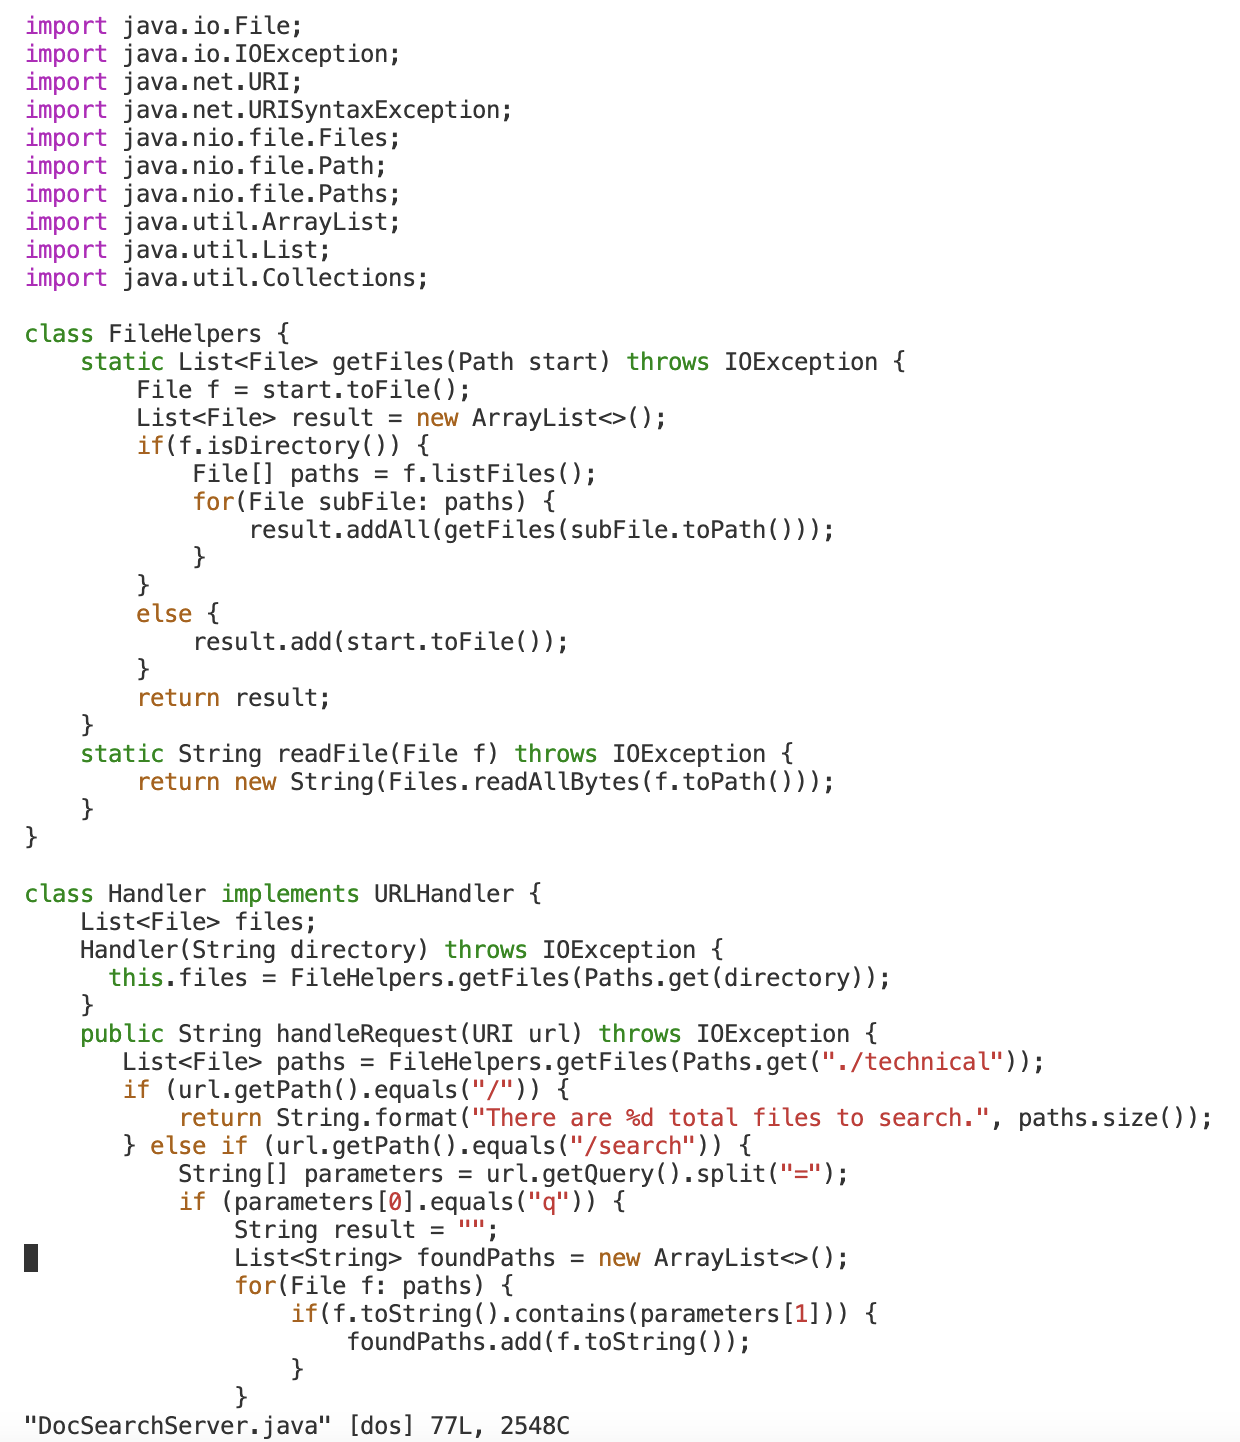 import java.io.File;
import java.io.IOException;
import java.net.URI;
import java.net.URISyntaxException;
import java.nio.file.Files;
import java.nio.file.Path;
import java.nio.file.Paths;
import java.util.ArrayList;
import java.util.List;
import java.util.Collections;

class FileHelpers {
    static List<File> getFiles(Path start) throws IOException {
        File f = start.toFile();
        List<File> result = new ArrayList<>();
        if(f.isDirectory()) {
            File[] paths = f.listFiles();
            for(File subFile: paths) {
                result.addAll(getFiles(subFile.toPath()));
            }
        }
        else {
            result.add(start.toFile());
        }
        return result;
    }
    static String readFile(File f) throws IOException {
        return new String(Files.readAllBytes(f.toPath()));
    }
}

class Handler implements URLHandler {
    List<File> files;
    Handler(String directory) throws IOException {
      this.files = FileHelpers.getFiles(Paths.get(directory));
    }
    public String handleRequest(URI url) throws IOException {
       List<File> paths = FileHelpers.getFiles(Paths.get("./technical"));
       if (url.getPath().equals("/")) {
           return String.format("There are %d total files to search.", paths.size());
       } else if (url.getPath().equals("/search")) {
           String[] parameters = url.getQuery().split("=");
           if (parameters[0].equals("q")) {
               String result = "";
               List<String> foundPaths = new ArrayList<>();
               for(File f: paths) {
                   if(f.toString().contains(parameters[1])) {
                       foundPaths.add(f.toString());
                   }
               }
"DocSearchServer.java" [dos] 77L, 2548C